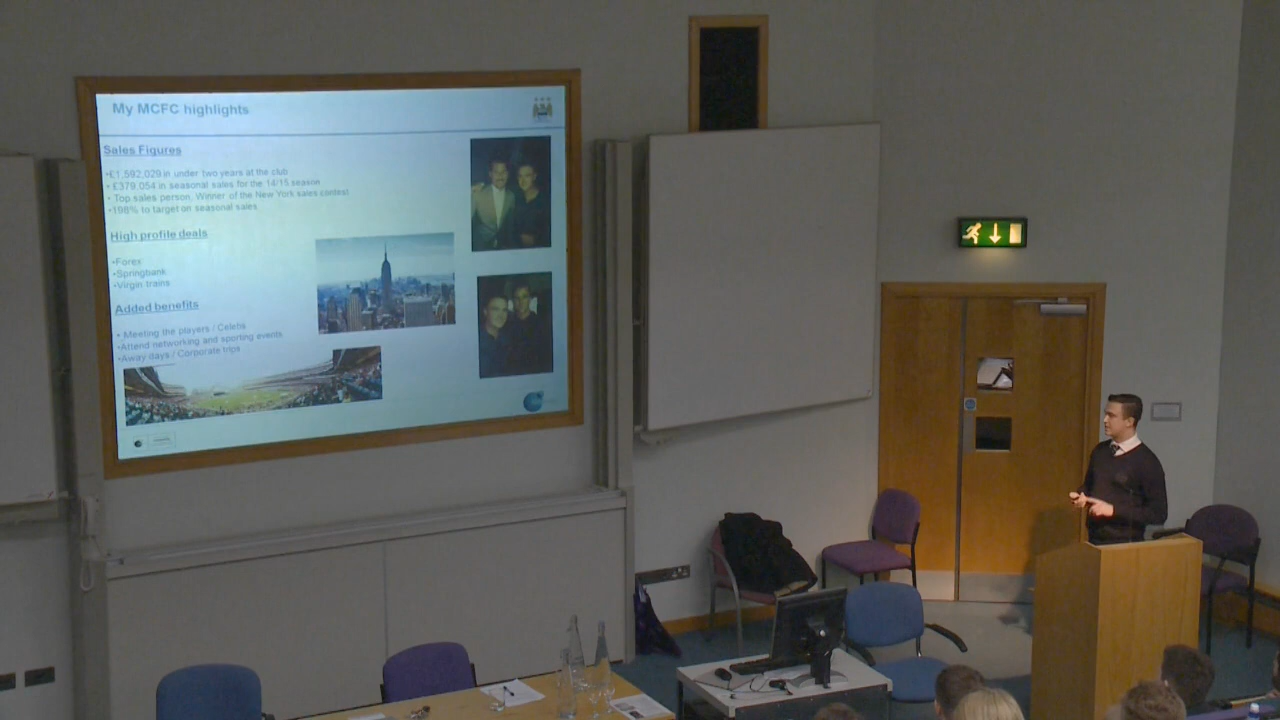 My MCFC highlights
Sales Figures
•£1,592,029 in under two years at the club
• £379,054 in seasonal sales for the 14/15 season
• Top sales person, Winner of the New York sales contest
•198% to target on seasonal sales
High profile deals
•Forex
•Springbank
•Virgin trains
Added benefits
• Meeting the players / Celebs
•Attend networking and sporting events
•Away days / Corporate trips